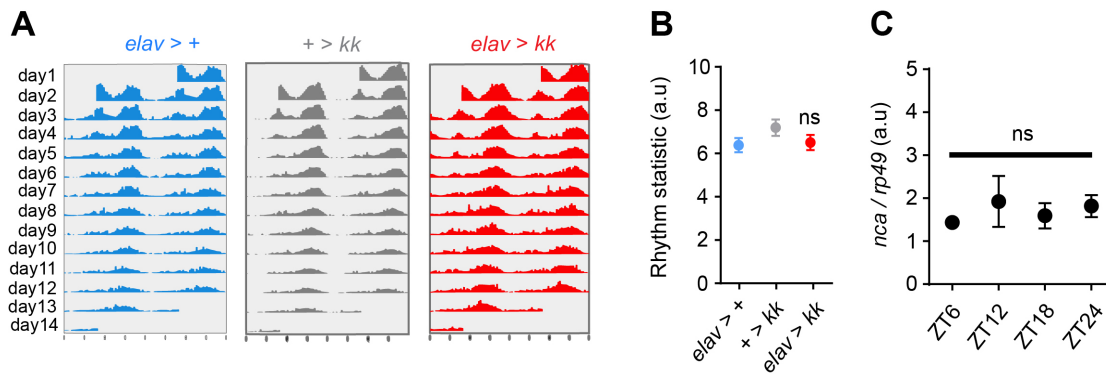 A
elav > +
+ > kk
elav > kk
day1
day2
day3
day4
day5
day6
day7
day8
day9
day10
day11
day12
day13
day14
B
Rhythm statistic (a.u)
10
8
6
4
2
0
ns
elav > +
+ > kk
elav > kk
C
nca / rp49 (a.u)
5
4
3
2
1
0
ns
ZT6
ZT12
ZT18
ZT24